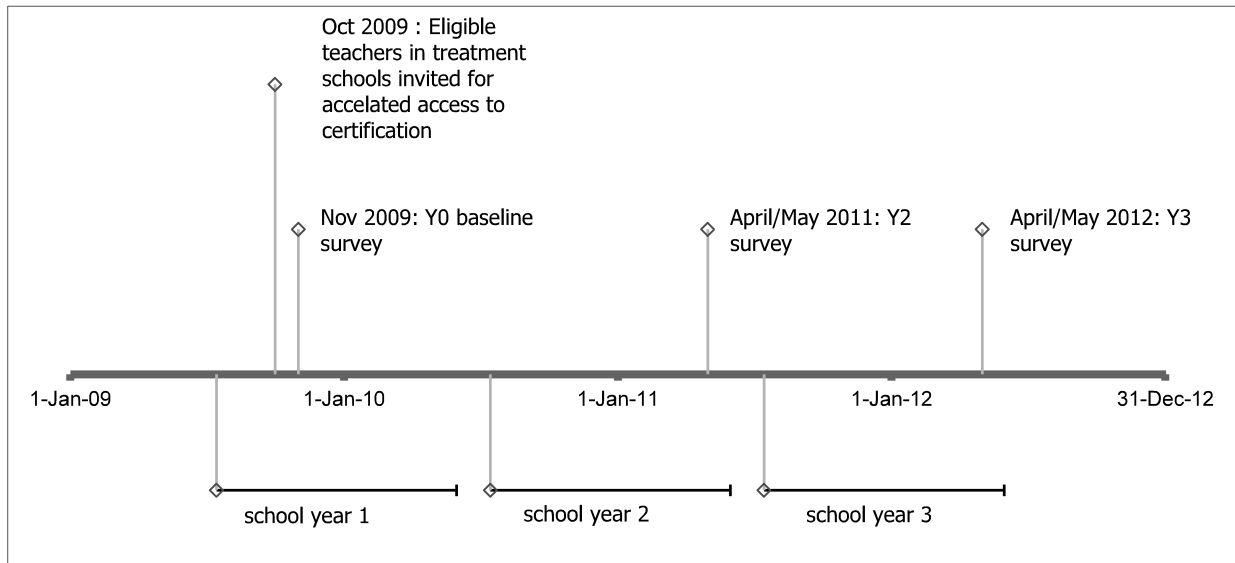 Oct 2009 : Eligible
teachers in treatment
schools invited for
accelated access to
certification
Nov 2009: Y0 baseline
survey
April/May 2011: Y2
survey
April/May 2012: Y3
survey
1-Jan-09
1-Jan-10
1-Jan-11
1-Jan-12
31-Dec-12
school year 1
school year 2
school year 3